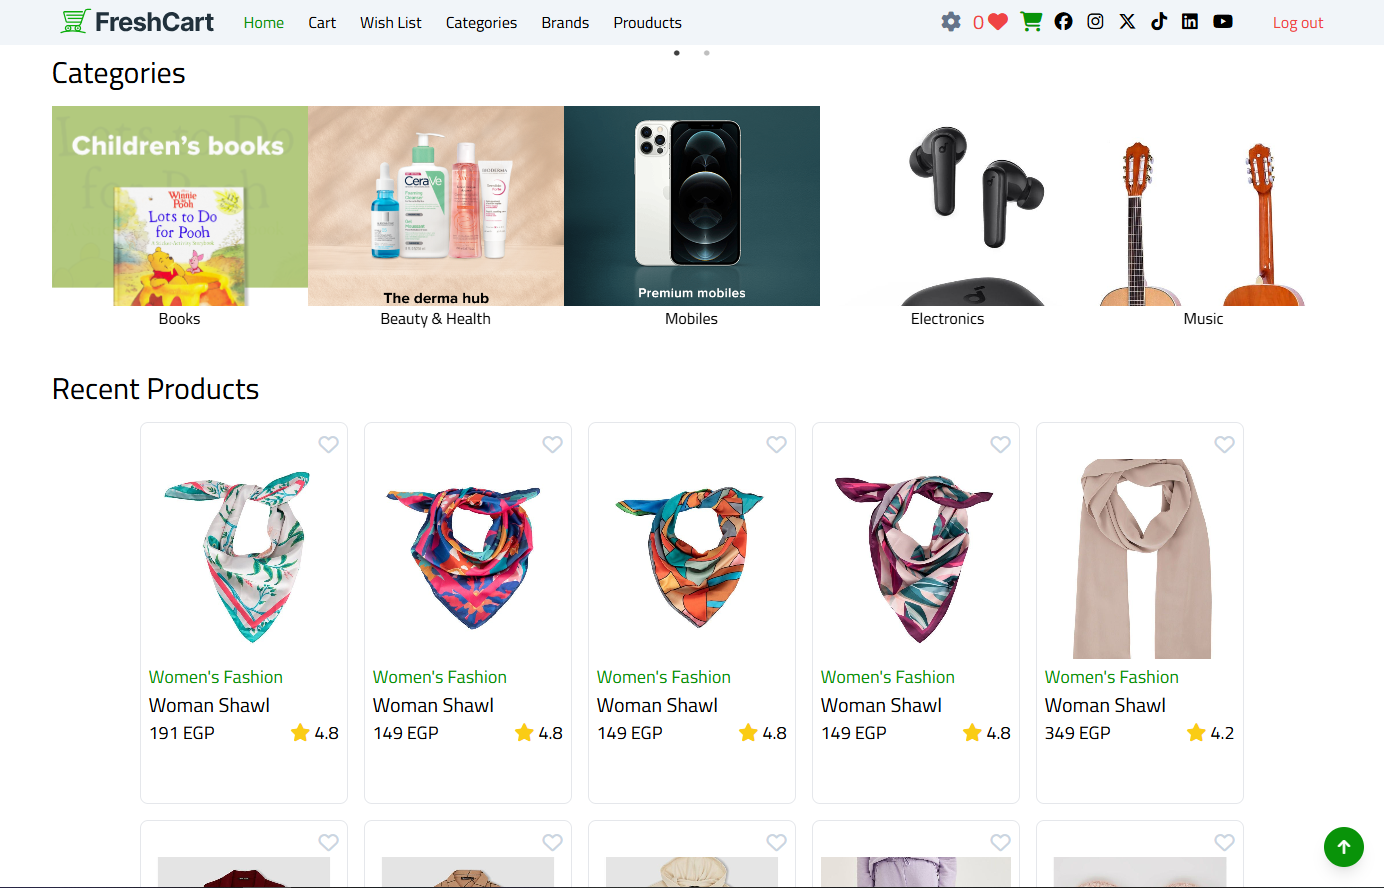 FreshCart Home Cart Wish List Categories Brands Prouducts 0 Log out
Categories
Children's books
Winnie the Pooh
Lots to Do
for Pooh
CeraVe
BIODERMA
The derma hub
Premium mobiles
Books Beauty & Health Mobiles Electronics Music
Recent Products
Women's Fashion Women's Fashion Women's Fashion Women's Fashion Women's Fashion
Woman Shawl Woman Shawl Woman Shawl Woman Shawl Woman Shawl
191 EGP 4.8 149 EGP 4.8 149 EGP 4.8 149 EGP 4.8 349 EGP 4.2